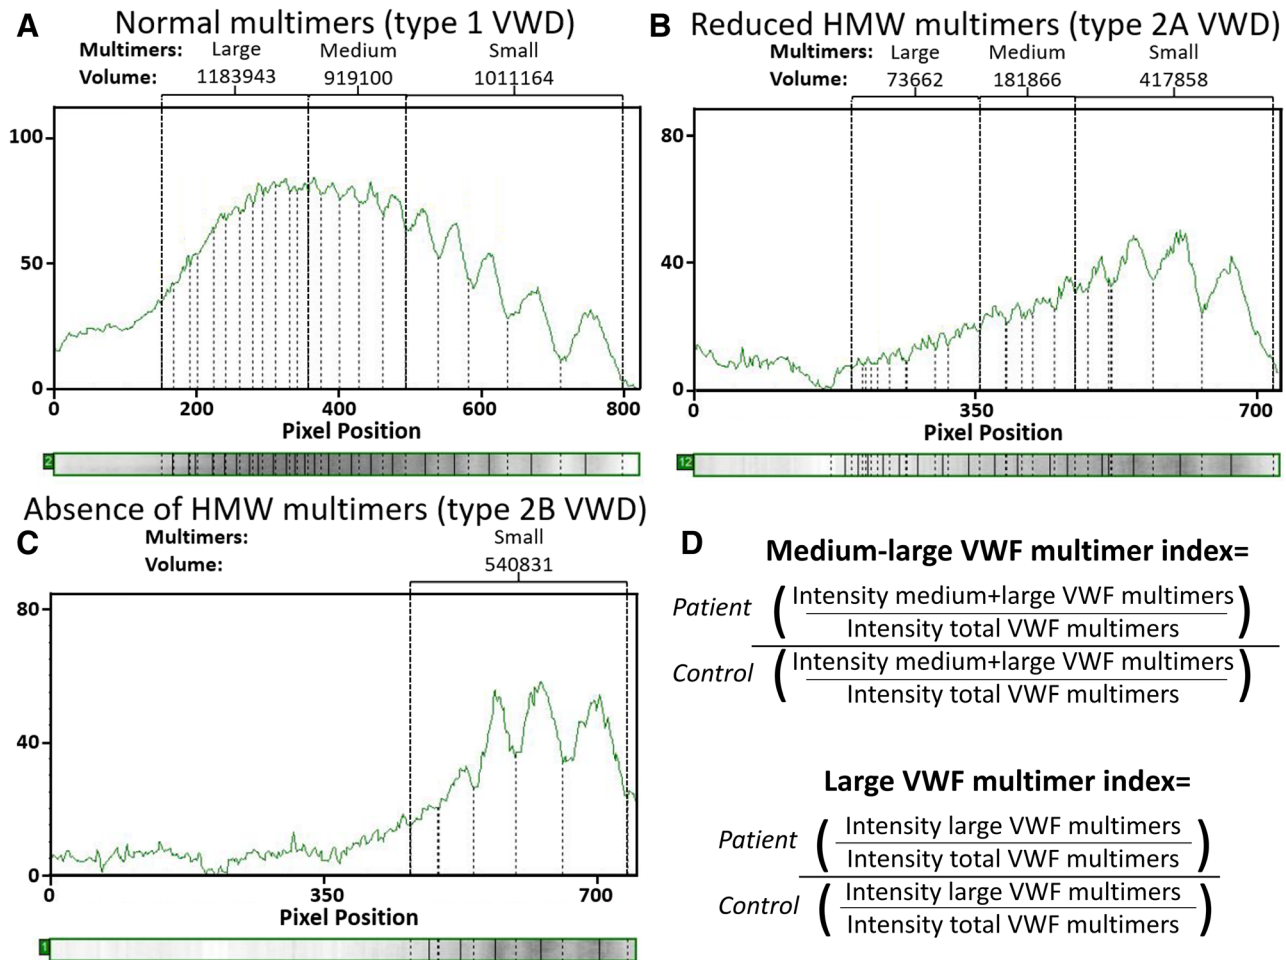 A Normal multimers (type 1 VWD)
Multimers: Large Medium Small
Volume: 1183943 919100 1011164
100
50
0
0 200 400 600 800
Pixel Position
2
B Reduced HMW multimers (type 2A VWD)
Multimers: Large Medium Small
Volume: 73662 181866 417858
80
40
0
0 350 700
Pixel Position
12
Absence of HMW multimers (type 2B VWD)
C Multimers: Small
Volume: 540831
80
40
0
0 350 700
Pixel Position
1
D Medium-large VWF multimer index=
Patient (Intensity medium+large VWF multimers)
Intensity total VWF multimers
Control (Intensity medium+large VWF multimers)
Intensity total VWF multimers
Large VWF multimer index=
Patient (Intensity large VWF multimers)
Intensity total VWF multimers
Control (Intensity large VWF multimers)
Intensity total VWF multimers